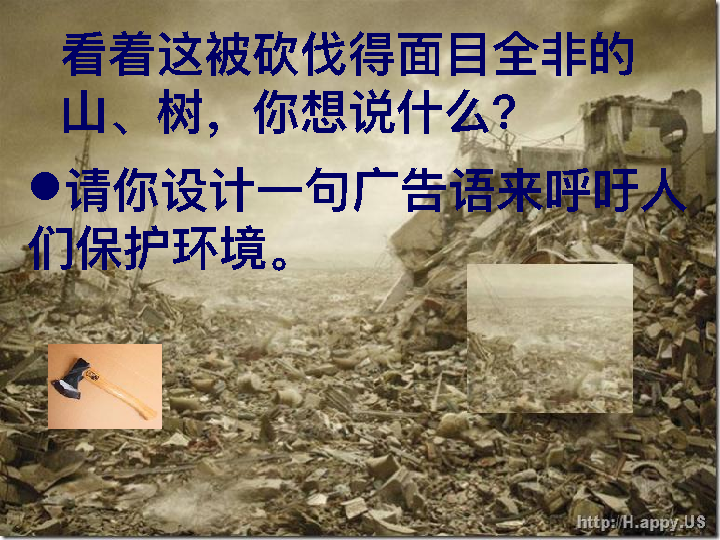 看着这被砍伐得面目全非的
山、树，你想说什么？
●请你设计一句广告语来呼吁人
们保护环境。
http://H.appy.US